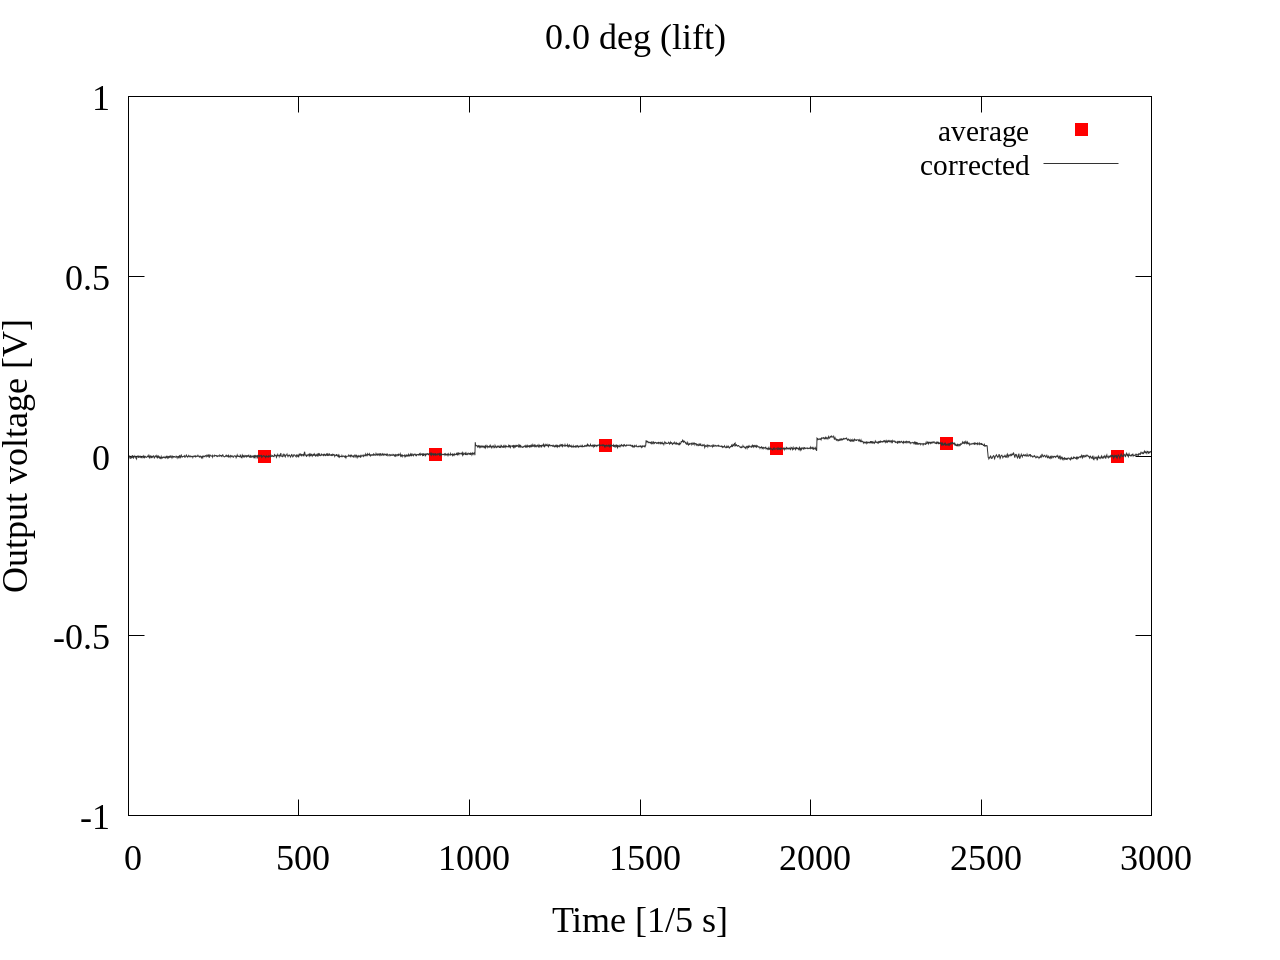 0.0 deg (lift)
1
0.5
0
-0.5
-1
Output voltage [V]
average
corrected
0 500 1000 1500 2000 2500 3000
Time [1/5 s]